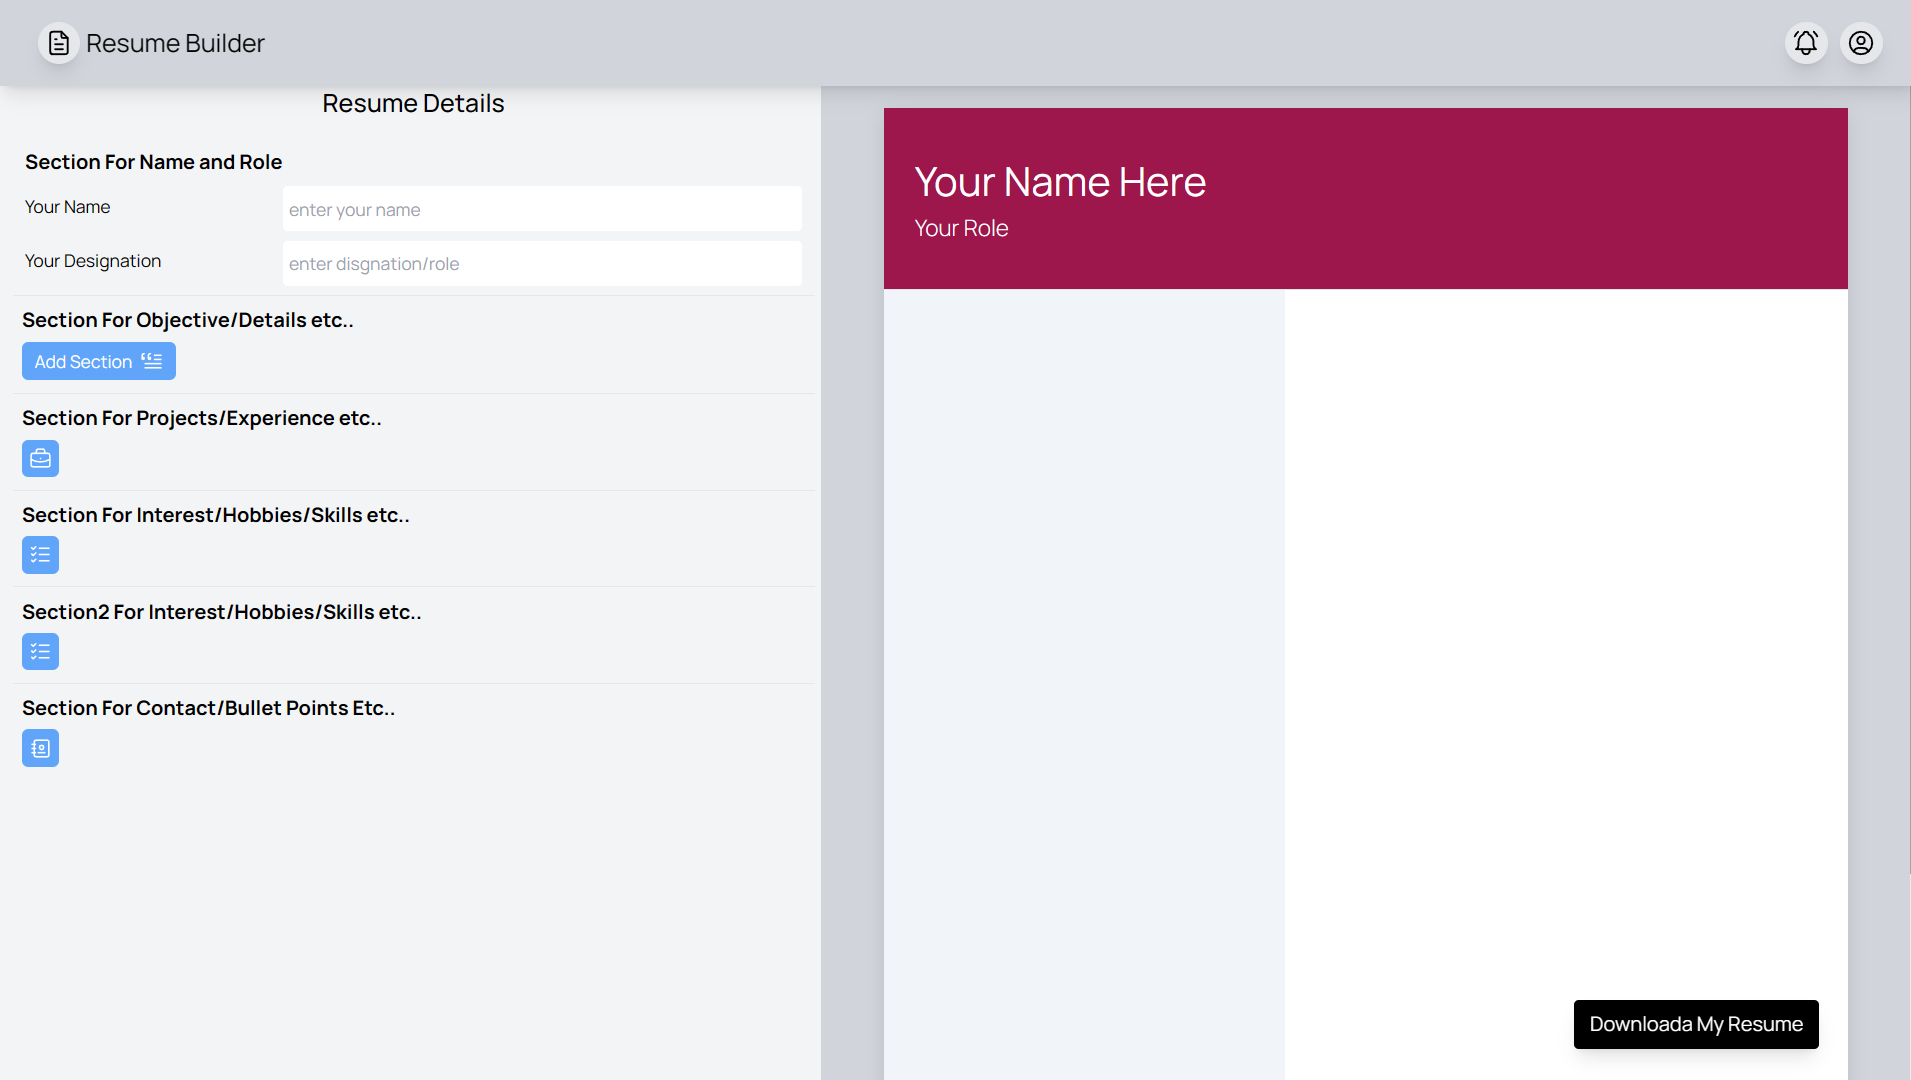 Resume Builder
Resume Details
Section For Name and Role
Your Name
enter your name
Your Designation
enter disgnation/role
Section For Objective/Details etc..
Add Section
Section For Projects/Experience etc..
Section For Interest/Hobbies/Skills etc..
Section2 For Interest/Hobbies/Skills etc..
Section For Contact/Bullet Points Etc..
Your Name Here
Your Role
Downloada My Resume